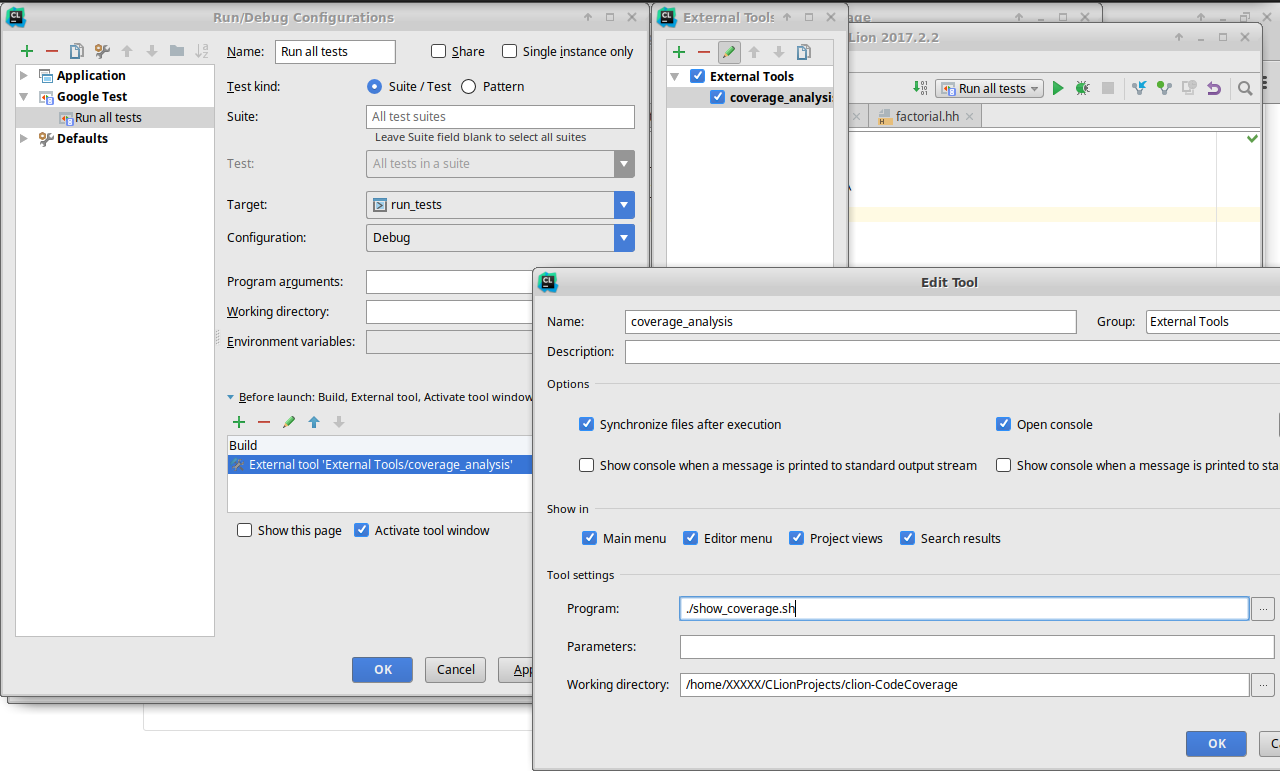 Run/Debug Configurations
Name: Run all tests Share Single instance only
Application
Google Test
Run all tests
Defaults
Test kind: Suite / Test Pattern
Suite: All test suites
Leave Suite field blank to select all suites
Test: All tests in a suite
Target: run_tests
Configuration: Debug
Program arguments:
Working directory:
Environment variables:
Before launch: Build, External tool, Activate tool window
Build
External tool 'External Tools/coverage_analysis'
Show this page Activate tool window
OK Cancel App
External Tools
External Tools
coverage_analysis
age
Lion 2017.2.2
Run all tests
factorial.hh
Edit Tool
Name: coverage_analysis Group: External Tools
Description:
Options
Synchronize files after execution Open console
Show console when a message is printed to standard output stream Show console when a message is printed to sta
Show in
Main menu Editor menu Project views Search results
Tool settings
Program: ./show_coverage.sh ...
Parameters:
Working directory: /home/XXXXX/CLionProjects/clion-CodeCoverage ...
OK Ca